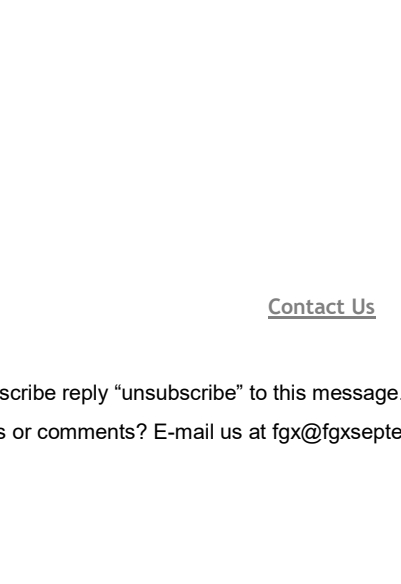 Contact Us
scribe reply “unsubscribe” to this message.
s or comments? E-mail us at fgx@fgxsepte